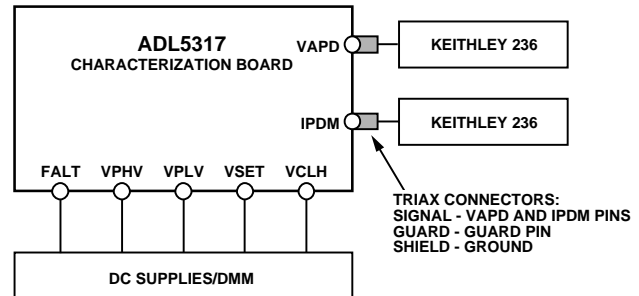 ADL5317
CHARACTERIZATION BOARD
VAPD
KEITHLEY 236
IPDM
KEITHLEY 236
FALT VPHV VPLV VSET VCLH
TRIAX CONNECTORS:
SIGNAL - VAPD AND IPDM PINS
GUARD - GUARD PIN
SHIELD - GROUND
DC SUPPLIES/DMM